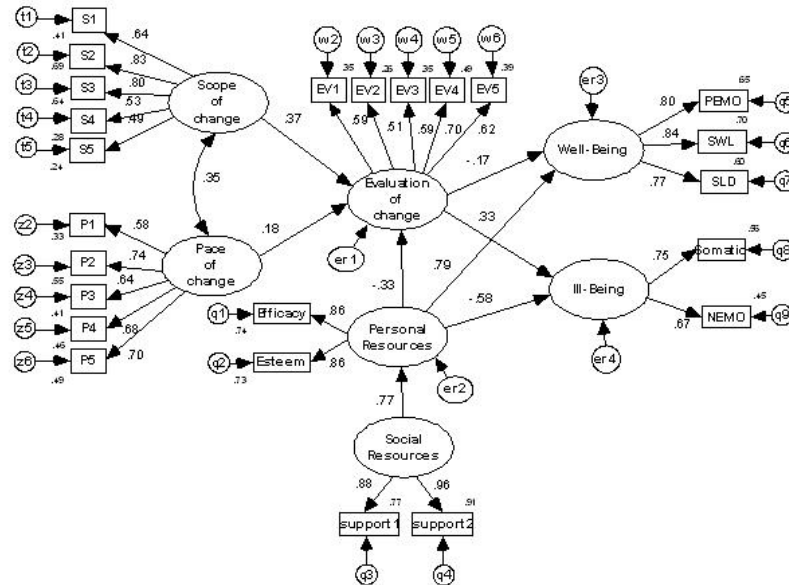 t1
S1
.41
.64
t2
S2
.69
.83
t3
S3
.64
.80
t4
S4
.28
.53
t5
S5
.24
.49
Scope
of
change
.37
.35
w2
w3
w4
w5
w6
.35
.26
.35
.49
.39
EV1
EV2
EV3
EV4
EV5
.59
.51
.59
.70
.62
Evaluation
of
change
er1
-.17
.33
.79
-.33
er3
Well-Being
.80
.84
.77
.65
PEMO
q5
.70
SWL
q6
.60
SLD
q7
z2
P1
.33
.58
z3
P2
.55
.74
z4
P3
.41
.64
z5
P4
.46
.68
z6
P5
.49
.70
Pace
of
change
.18
q1
Efficacy
.74
.86
q2
Esteem
.73
.86
Personal
Resources
er2
-.58
.77
Ill-Being
er4
.75
.67
.56
Somatic
q8
.45
NEMO
q9
Social
Resources
.88
.96
.77
.91
support1
support2
q3
q4